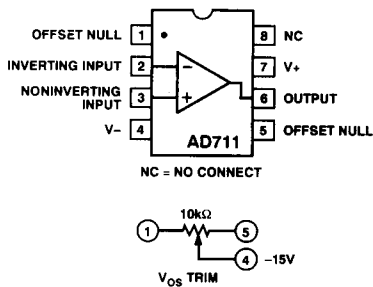 OFFSET NULL 1 8 NC
INVERTING INPUT 2 7 V+
NONINVERTING INPUT 3 6 OUTPUT
V− 4 5 OFFSET NULL
− +
AD711
NC = NO CONNECT
10kΩ
1 5
4 −15V
VOS TRIM